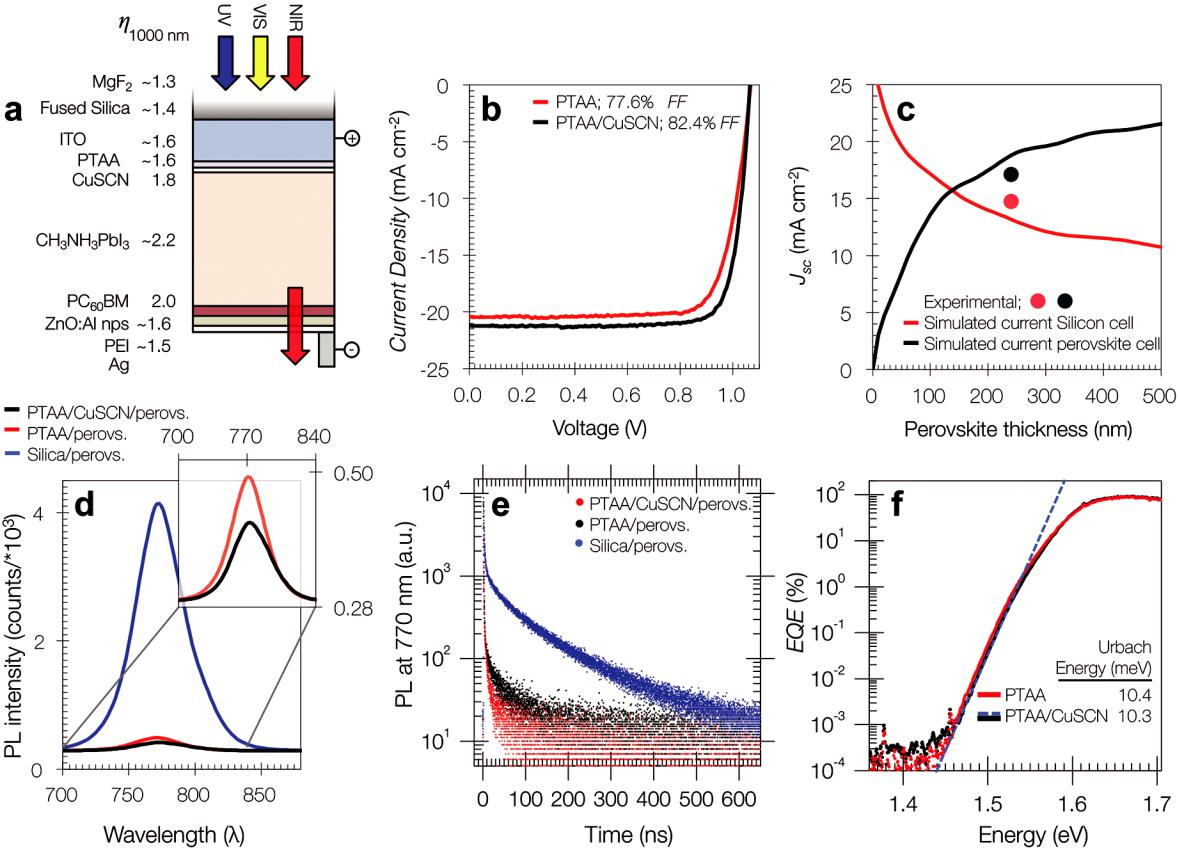 η1000 nm
UV
VIS
NIR
a
MgF2 ~1.3
Fused Silica ~1.4
ITO ~1.6
PTAA ~1.6
CuSCN 1.8
CH3NH3PbI3 ~2.2
PC60BM 2.0
ZnO:Al nps ~1.6
PEI ~1.5
Ag
+
-
b
PTAA; 77.6% FF
PTAA/CuSCN; 82.4% FF
0
-5
-10
-15
-20
-25
Current Density (mA cm-2)
0.0 0.2 0.4 0.6 0.8 1.0
Voltage (V)
c
25
20
15
10
5
0
Jsc (mA cm-2)
Experimental;
Simulated current Silicon cell
Simulated current perovskite cell
0 100 200 300 400 500
Perovskite thickness (nm)
PTAA/CuSCN/perovs.
PTAA/perovs.
Silica/perovs.
700 770 840
0.50
0.28
d
4
2
0
PL intensity (counts/*103)
700 750 800 850
Wavelength (λ)
e
PTAA/CuSCN/perovs.
PTAA/perovs.
Silica/perovs.
104
103
102
101
PL at 770 nm (a.u.)
0 100 200 300 400 500 600
Time (ns)
f
102
101
100
10-1
10-2
10-3
10-4
EQE (%)
Urbach
Energy (meV)
PTAA 10.4
PTAA/CuSCN 10.3
1.4 1.5 1.6 1.7
Energy (eV)